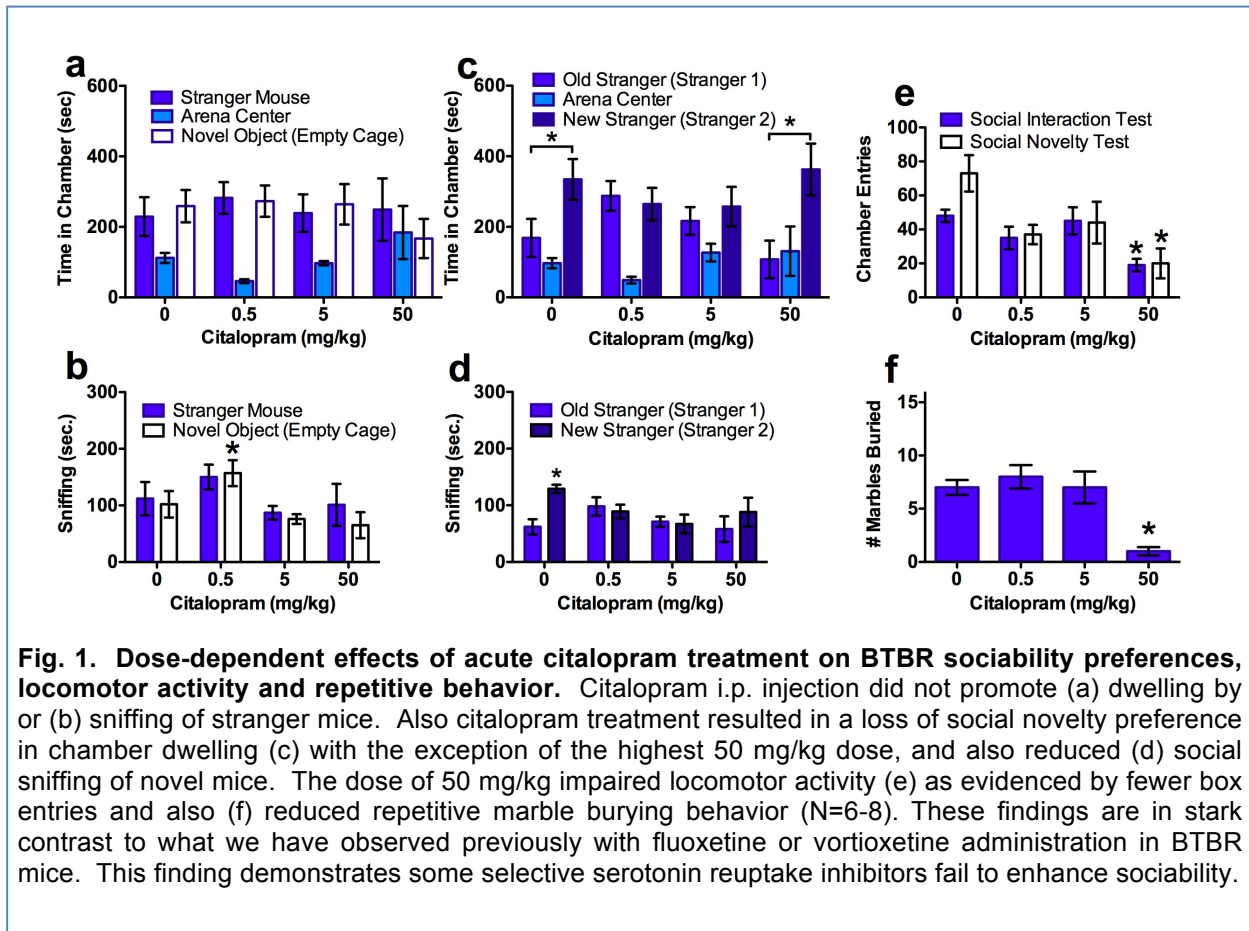 a
Stranger Mouse
Arena Center
Novel Object (Empty Cage)
Time in Chamber (sec)
600
400
200
0
0 0.5 5 50
Citalopram (mg/kg)
c
Old Stranger (Stranger 1)
Arena Center
New Stranger (Stranger 2)
Time in Chamber (sec)
600
400
200
0
* *
0 0.5 5 50
Citalopram (mg/kg)
e
Social Interaction Test
Social Novelty Test
Chamber Entries
100
80
60
40
20
0
* *
0 0.5 5 50
Citalopram (mg/kg)
b
Stranger Mouse
Novel Object (Empty Cage)
Sniffing (sec.)
300
200
100
0
*
0 0.5 5 50
Citalopram (mg/kg)
d
Old Stranger (Stranger 1)
New Stranger (Stranger 2)
Sniffing (sec.)
300
200
100
0
*
0 0.5 5 50
Citalopram (mg/kg)
f
# Marbles Buried
15
10
5
0
*
0 0.5 5 50
Citalopram (mg/kg)
Fig. 1. Dose-dependent effects of acute citalopram treatment on BTBR sociability preferences,
locomotor activity and repetitive behavior. Citalopram i.p. injection did not promote (a) dwelling by
or (b) sniffing of stranger mice. Also citalopram treatment resulted in a loss of social novelty preference
in chamber dwelling (c) with the exception of the highest 50 mg/kg dose, and also reduced (d) social
sniffing of novel mice. The dose of 50 mg/kg impaired locomotor activity (e) as evidenced by fewer box
entries and also (f) reduced repetitive marble burying behavior (N=6-8). These findings are in stark
contrast to what we have observed previously with fluoxetine or vortioxetine administration in BTBR
mice. This finding demonstrates some selective serotonin reuptake inhibitors fail to enhance sociability.